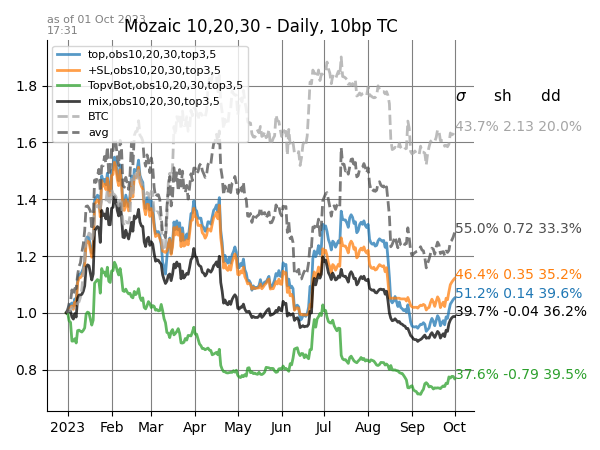 as of 01 Oct 2023
17:31
Mozaic 10,20,30 - Daily, 10bp TC
top,obs10,20,30,top3,5
+SL,obs10,20,30,top3,5
TopvBot,obs10,20,30,top3,5
mix,obs10,20,30,top3,5
BTC
avg
σ sh dd
43.7% 2.13 20.0%
55.0% 0.72 33.3%
46.4% 0.35 35.2%
51.2% 0.14 39.6%
39.7% -0.04 36.2%
37.6% -0.79 39.5%
1.8
1.6
1.4
1.2
1.0
0.8
2023 Feb Mar Apr May Jun Jul Aug Sep Oct